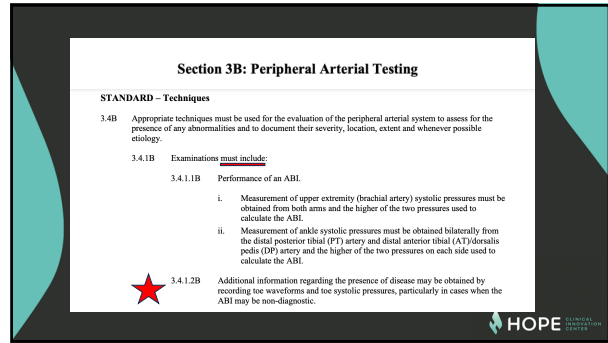 Section 3B: Peripheral Arterial Testing
STANDARD – Techniques
3.4B Appropriate techniques must be used for the evaluation of the peripheral arterial system to assess for the
presence of any abnormalities and to document their severity, location, extent and whenever possible
etiology.
3.4.1B Examinations must include:
3.4.1.1B Performance of an ABI.
i. Measurement of upper extremity (brachial artery) systolic pressures must be
obtained from both arms and the higher of the two pressures used to
calculate the ABI.
ii. Measurement of ankle systolic pressures must be obtained bilaterally from
the distal posterior tibial (PT) artery and distal anterior tibial (AT)/dorsalis
pedis (DP) artery and the higher of the two pressures on each side used to
calculate the ABI.
3.4.1.2B Additional information regarding the presence of disease may be obtained by
recording toe waveforms and toe systolic pressures, particularly in cases when the
ABI may be non-diagnostic.
HOPE CLINICAL
INNOVATION
CENTER